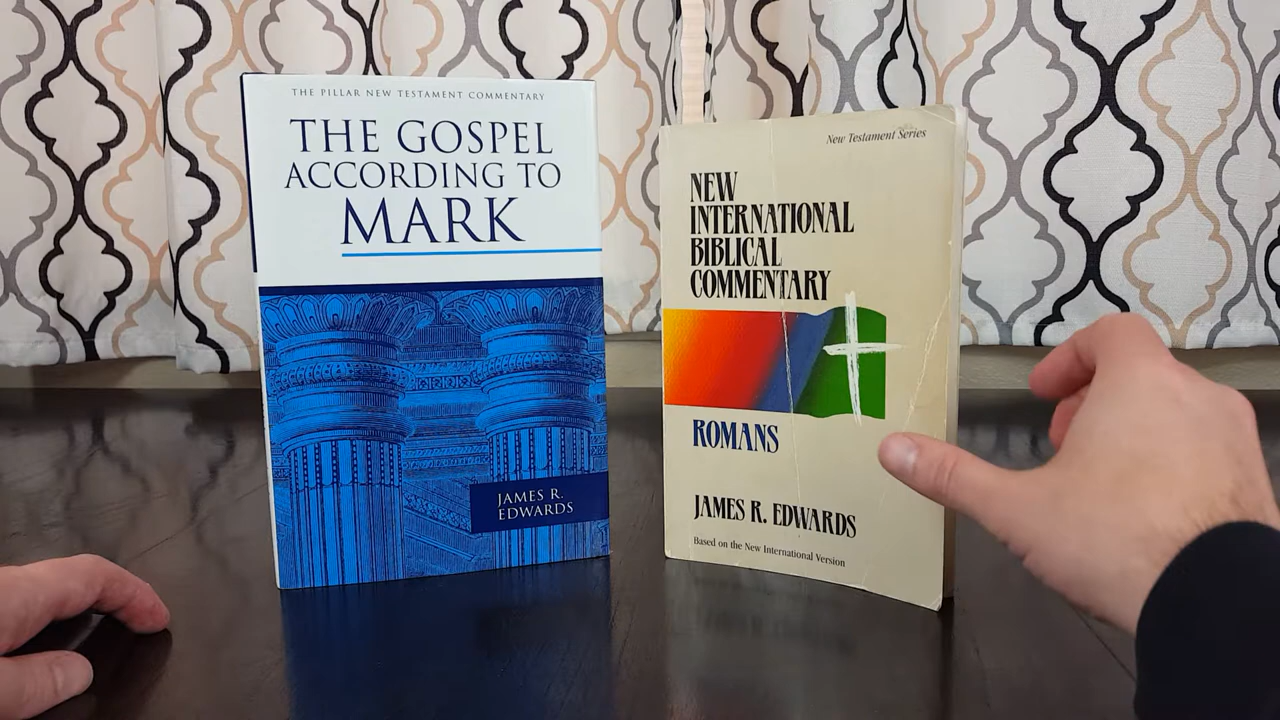 THE PILLAR NEW TESTAMENT COMMENTARY
THE GOSPEL
ACCORDING TO
MARK
JAMES R.
EDWARDS
New Testament Series
NEW
INTERNATIONAL
BIBLICAL
COMMENTARY
ROMANS
JAMES R. EDWARDS
Based on the New International Version